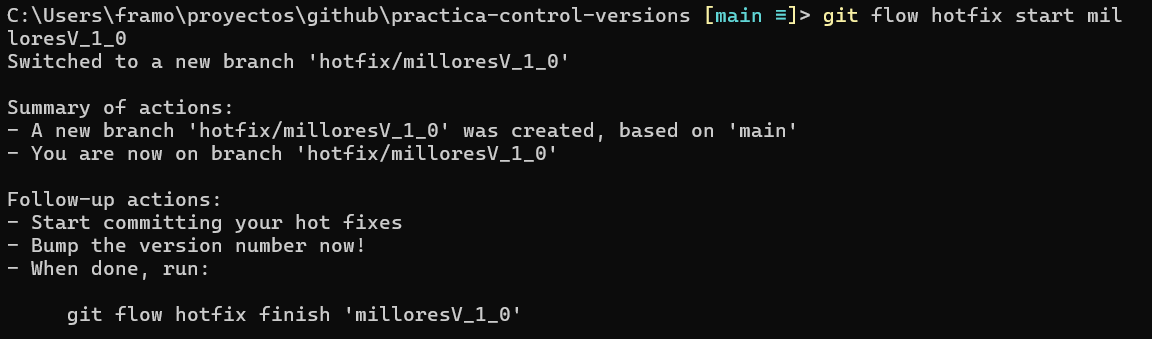 C:\Users\framo\proyectos\github\practica-control-versions [main ≡]> git flow hotfix start mil
loresV_1_0
Switched to a new branch 'hotfix/milloresV_1_0'
Summary of actions:
- A new branch 'hotfix/milloresV_1_0' was created, based on 'main'
- You are now on branch 'hotfix/milloresV_1_0'
Follow-up actions:
- Start committing your hot fixes
- Bump the version number now!
- When done, run:
git flow hotfix finish 'milloresV_1_0'